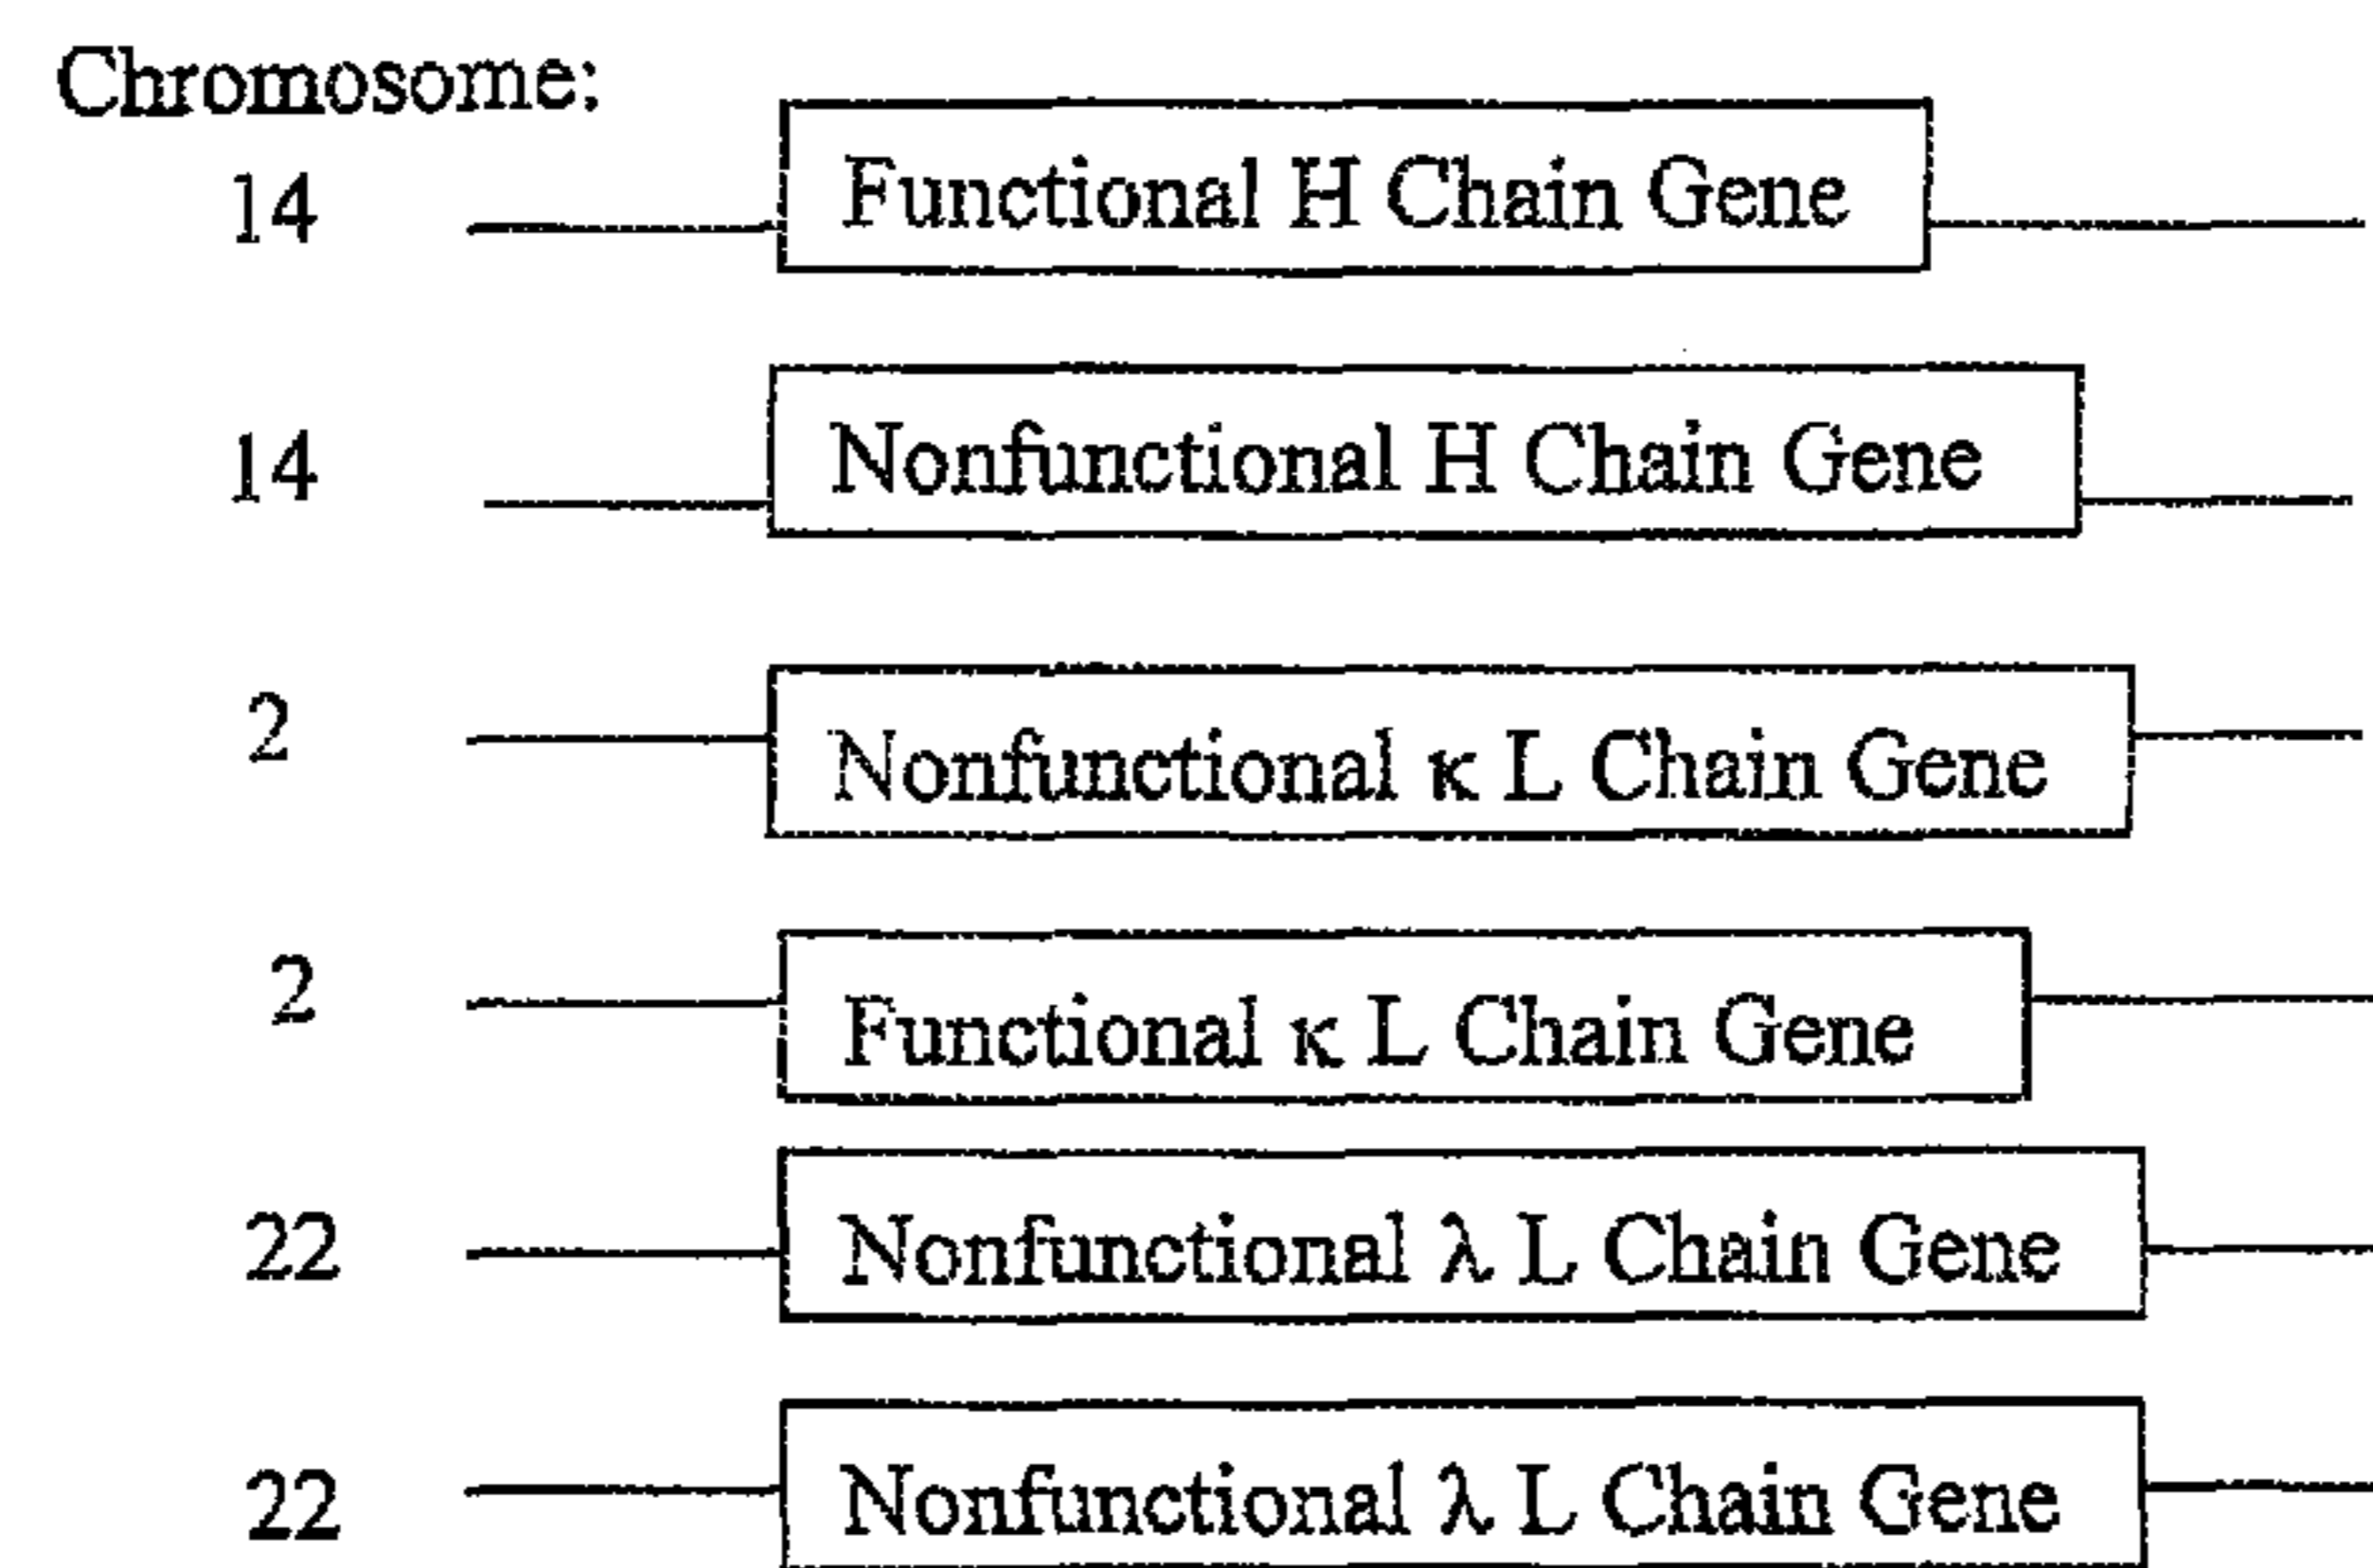 Chromosome:
14 Functional H Chain Gene
14 Nonfunctional H Chain Gene
2 Nonfunctional κ L Chain Gene
2 Functional κ L Chain Gene
22 Nonfunctional λ L Chain Gene
22 Nonfunctional λ L Chain Gene